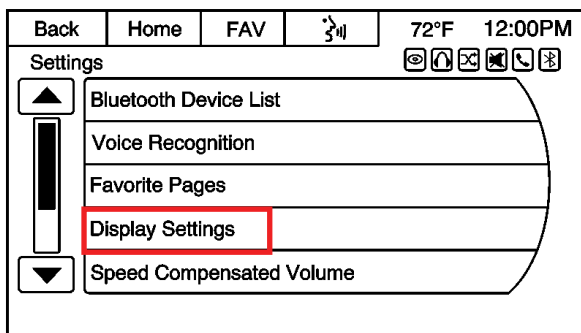 Back Home FAV 72°F 12:00PM
Settings
Bluetooth Device List
Voice Recognition
Favorite Pages
Display Settings
Speed Compensated Volume